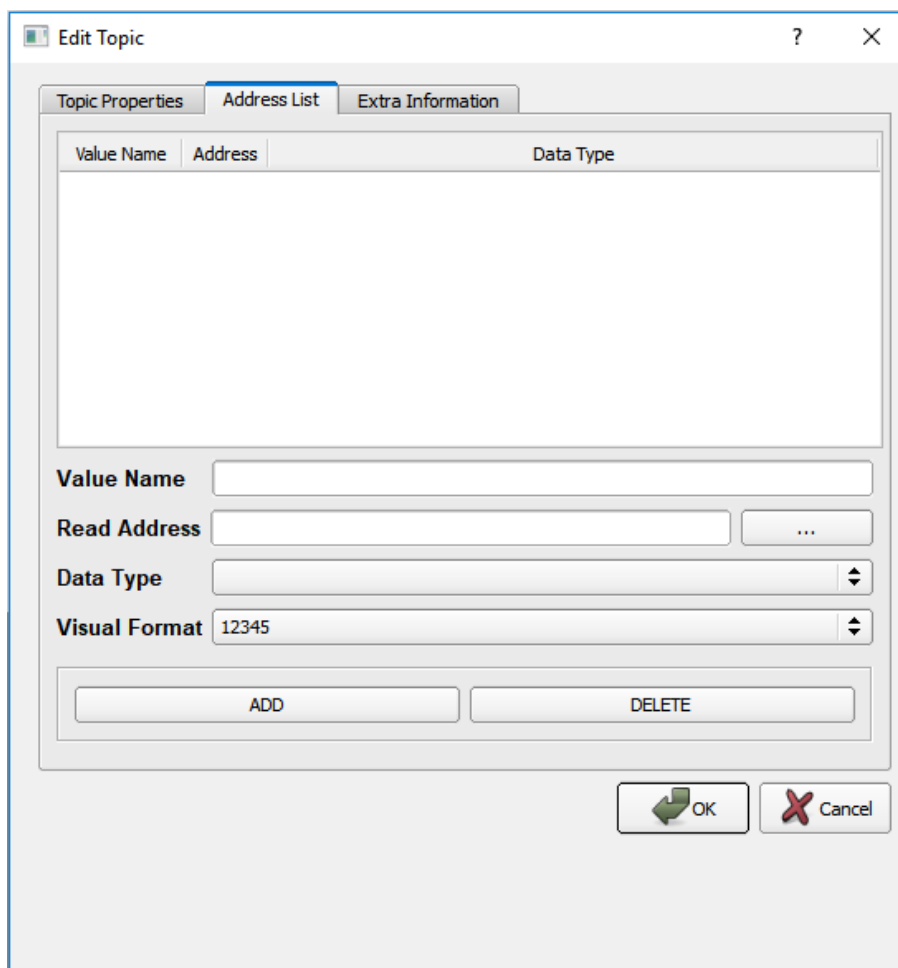 Edit Topic ?
Topic Properties Address List Extra Information
Value Name Address Data Type
Value Name
Read Address ...
Data Type
Visual Format 12345
ADD DELETE
OK Cancel